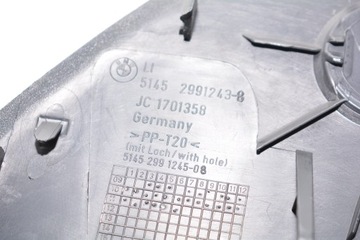 LI
5145 2991243-8
JC 1701358
Germany
>PP-T20<
(mit Loch/with hole)
5145 299 1245-08
09 1 2 3 4 5 6 7 8 9 10 11 12